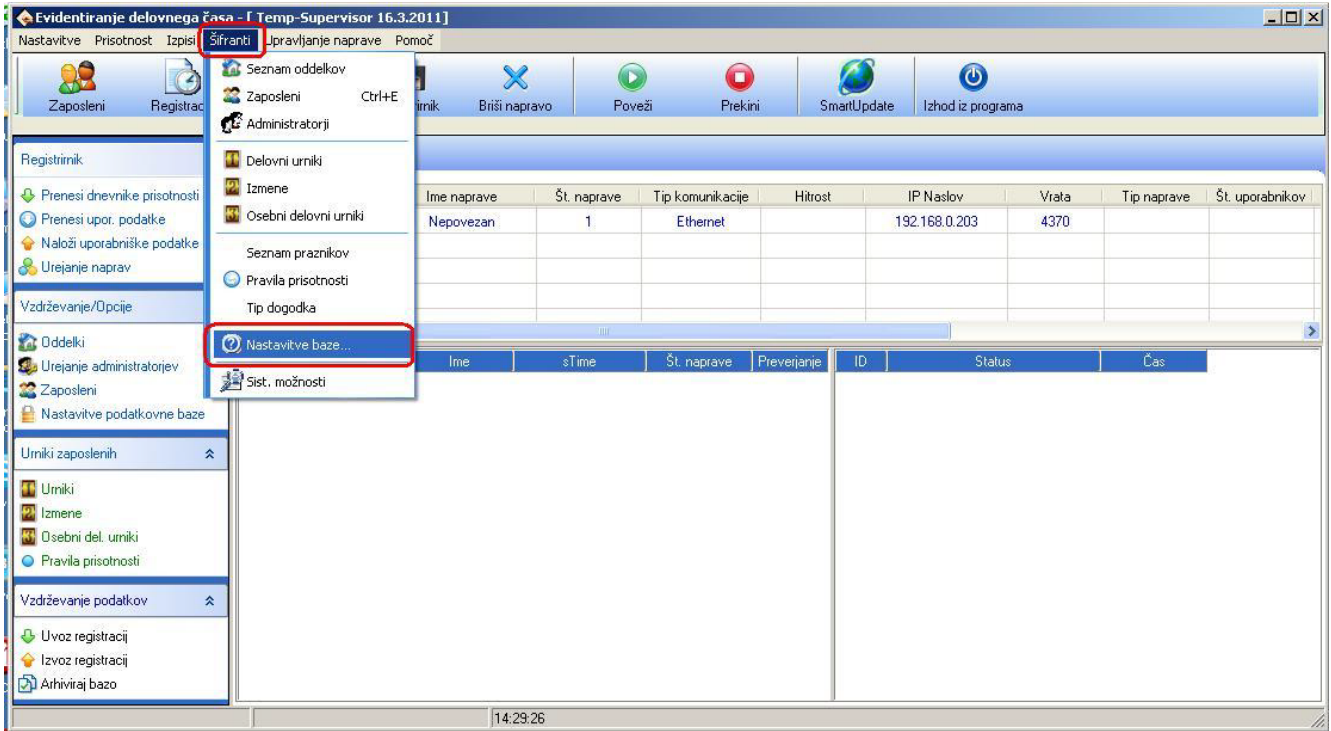 Evidentiranje delovnega časa - [ Temp-Supervisor 16.3.2011]
Nastavitve Prisotnost Izpisi Šifranti Upravljanje naprave Pomoč
Zaposleni Briši napravo Poveži Prekini SmartUpdate Izhod iz programa
Seznam oddelkov
Zaposleni Ctrl+E
Administratorji
Delovni urniki
Izmene
Osebni delovni urniki
Seznam praznikov
Pravila prisotnosti
Tip dogodka
Nastavitve baze...
Sist. možnosti
Registrirnik
Prenesi dnevnike prisotnosti
Prenesi upor. podatke
Naloži uporabniške podatke
Urejanje naprav
Vzdrževanje/Opcije
Oddelki
Urejanje administratorjev
Zaposleni
Nastavitve podatkovne baze
Urniki zaposlenih
Urniki
Izmene
Osebni del. urniki
Pravila prisotnosti
Vzdrževanje podatkov
Uvoz registracij
Izvoz registracij
Arhiviraj bazo
Ime naprave Št. naprave Tip komunikacije Hitrost IP Naslov Vrata Tip naprave Št. uporabnikov
Nepovezan 1 Ethernet 192.168.0.203 4370
Ime sTime Št. naprave Preverjanje ID Status Čas
14:29:26